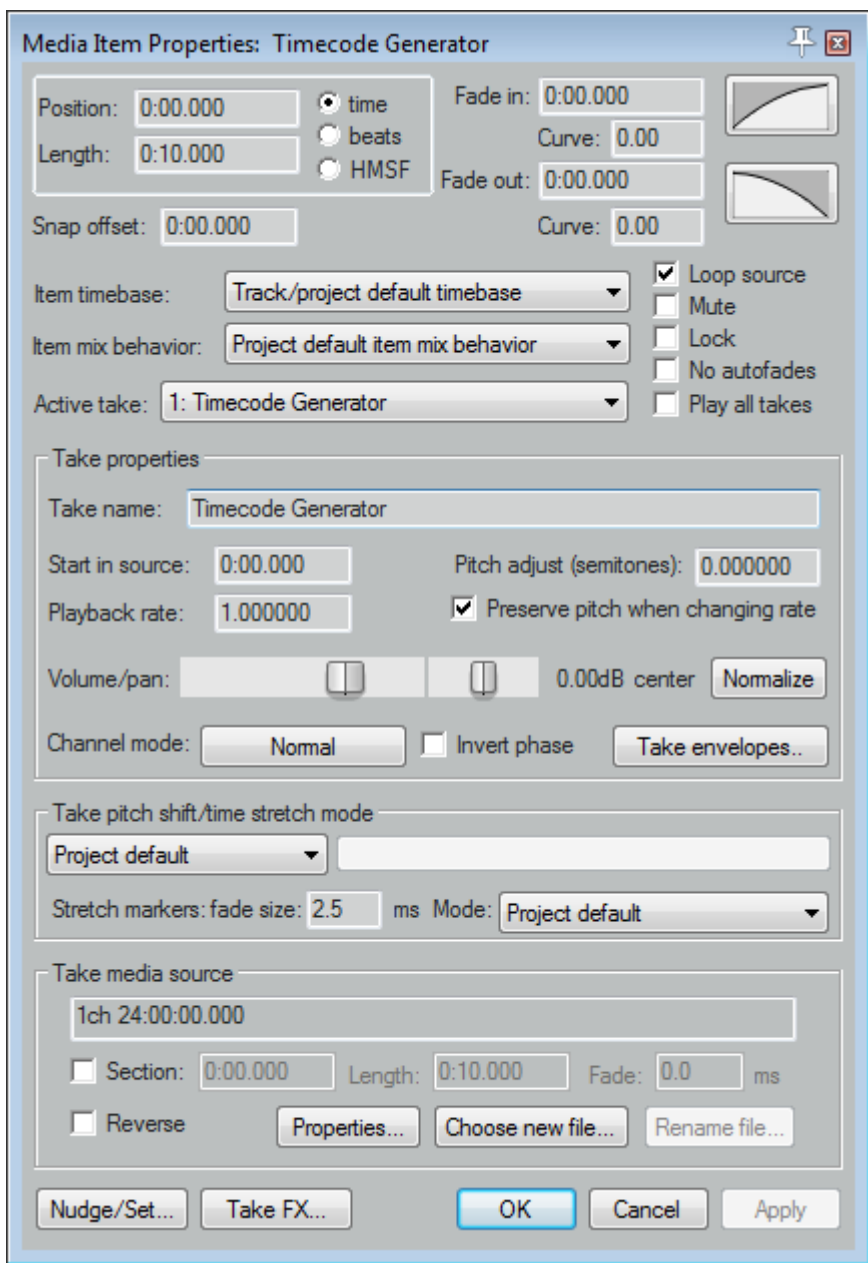 Media Item Properties:  Timecode Generator
Position: 0:00.000 time Fade in: 0:00.000
beats Curve: 0.00
Length: 0:10.000 HMSF Fade out: 0:00.000
Snap offset: 0:00.000 Curve: 0.00
Item timebase: Track/project default timebase Loop source
Mute
Item mix behavior: Project default item mix behavior Lock
No autofades
Active take: 1: Timecode Generator Play all takes
Take properties
Take name: Timecode Generator
Start in source: 0:00.000 Pitch adjust (semitones): 0.000000
Playback rate: 1.000000 Preserve pitch when changing rate
Volume/pan: 0.00dB center Normalize
Channel mode: Normal Invert phase Take envelopes..
Take pitch shift/time stretch mode
Project default
Stretch markers: fade size: 2.5 ms Mode: Project default
Take media source
1ch 24:00:00.000
Section: 0:00.000 Length: 0:10.000 Fade: 0.0 ms
Reverse Properties... Choose new file... Rename file...
Nudge/Set... Take FX... OK Cancel Apply